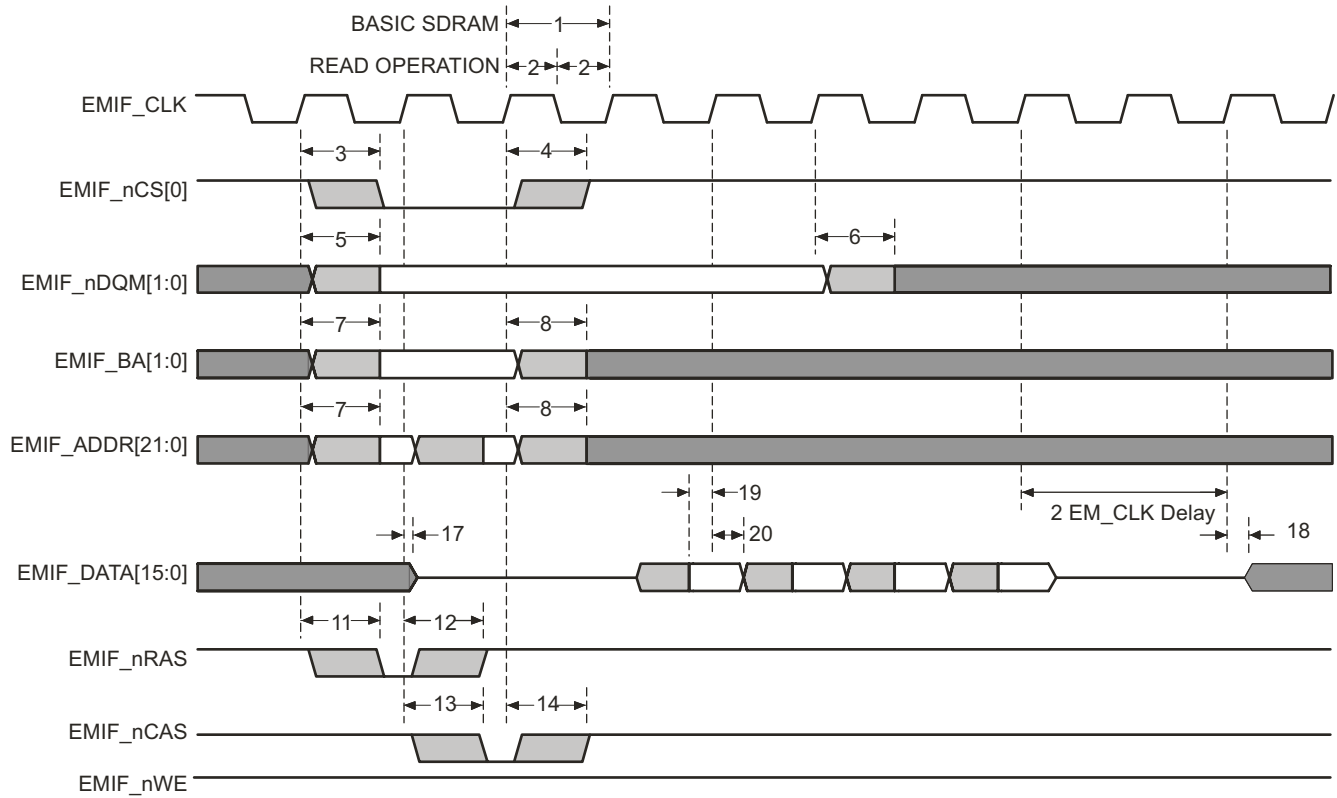 BASIC SDRAM 1
READ OPERATION 2 2
EMIF_CLK
3 4
EMIF_nCS[0]
5 6
EMIF_nDQM[1:0]
7 8
EMIF_BA[1:0]
7 8
EMIF_ADDR[21:0]
19
2 EM_CLK Delay
17 20 18
EMIF_DATA[15:0]
11 12
EMIF_nRAS
13 14
EMIF_nCAS
EMIF_nWE